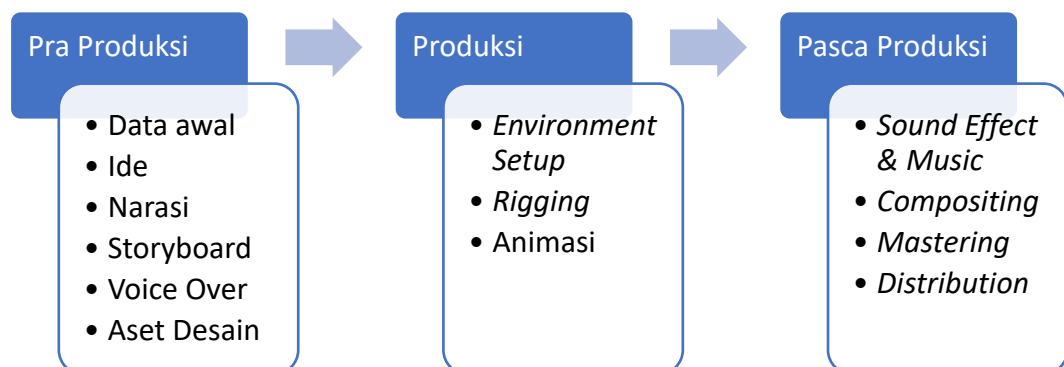 Pra Produksi
• Data awal
• Ide
• Narasi
• Storyboard
• Voice Over
• Aset Desain
Produksi
• Environment
Setup
• Rigging
• Animasi
Pasca Produksi
• Sound Effect
& Music
• Compositing
• Mastering
• Distribution